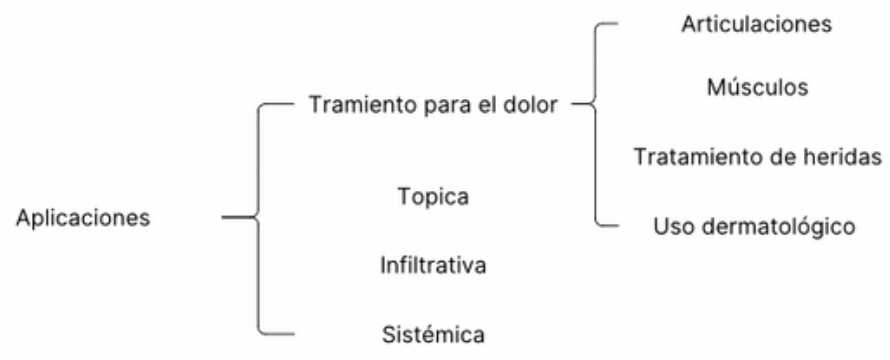 Aplicaciones
Tramiento para el dolor
Articulaciones
Músculos
Tratamiento de heridas
Uso dermatológico
Topica
Infiltrativa
Sistémica